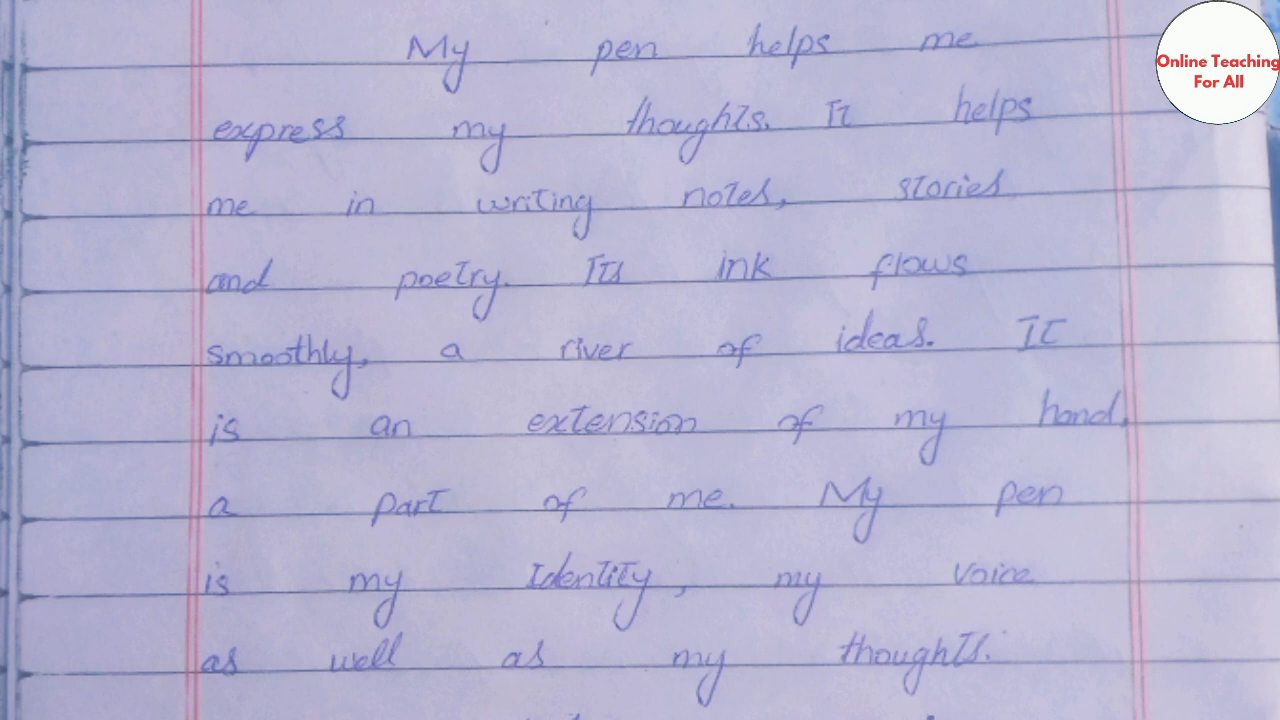 My pen helps me
express my thoughts. It helps
me in writing notes, stories
and poetry. Its ink flows
smoothly, a river of ideas. It
is an extension of my hand,
a part of me. My pen
is my Identity, my voice
as well as my thoughts.
Online Teaching
For All